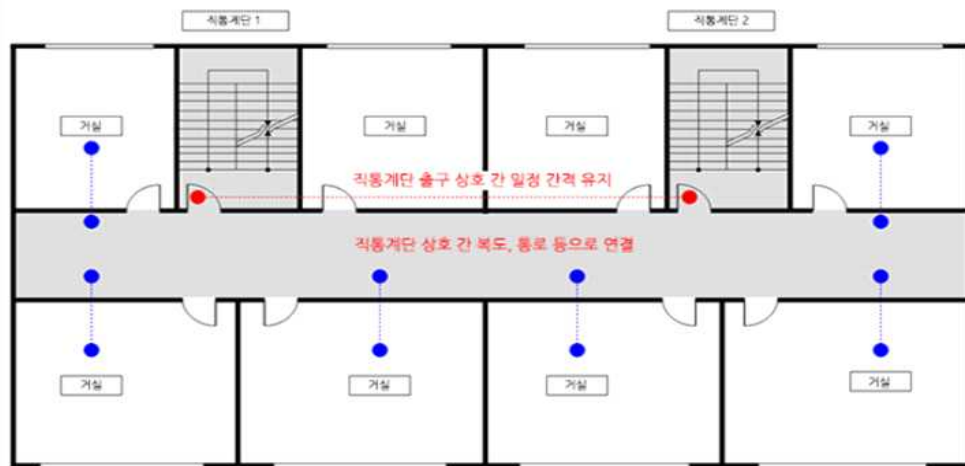 직통계단 1
직통계단 2
거실
거실
거실
거실
직통계단 출구 상호 간 일정 간격 유지
직통계단 상호 간 복도, 통로 등으로 연결
거실
거실
거실
거실